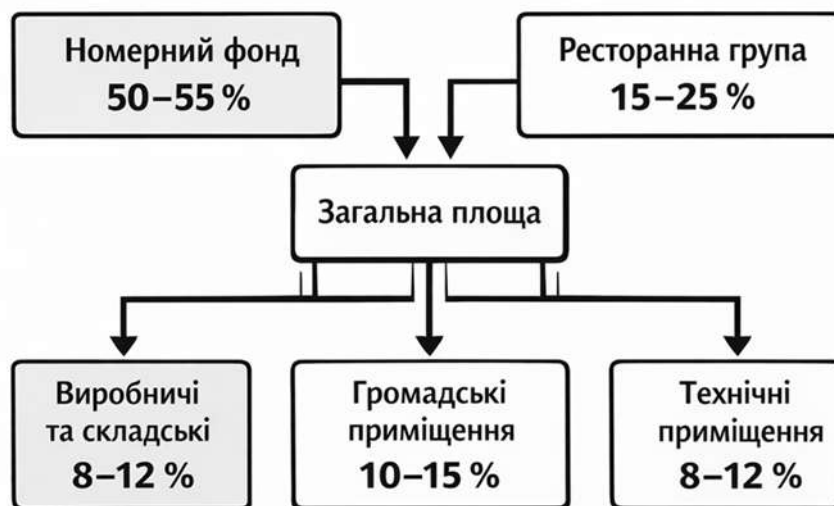 Номерний фонд
50–55 %
Ресторанна група
15–25 %
Загальна площа
Виробничі
та складські
8–12 %
Громадські
приміщення
10–15 %
Технічні
приміщення
8–12 %